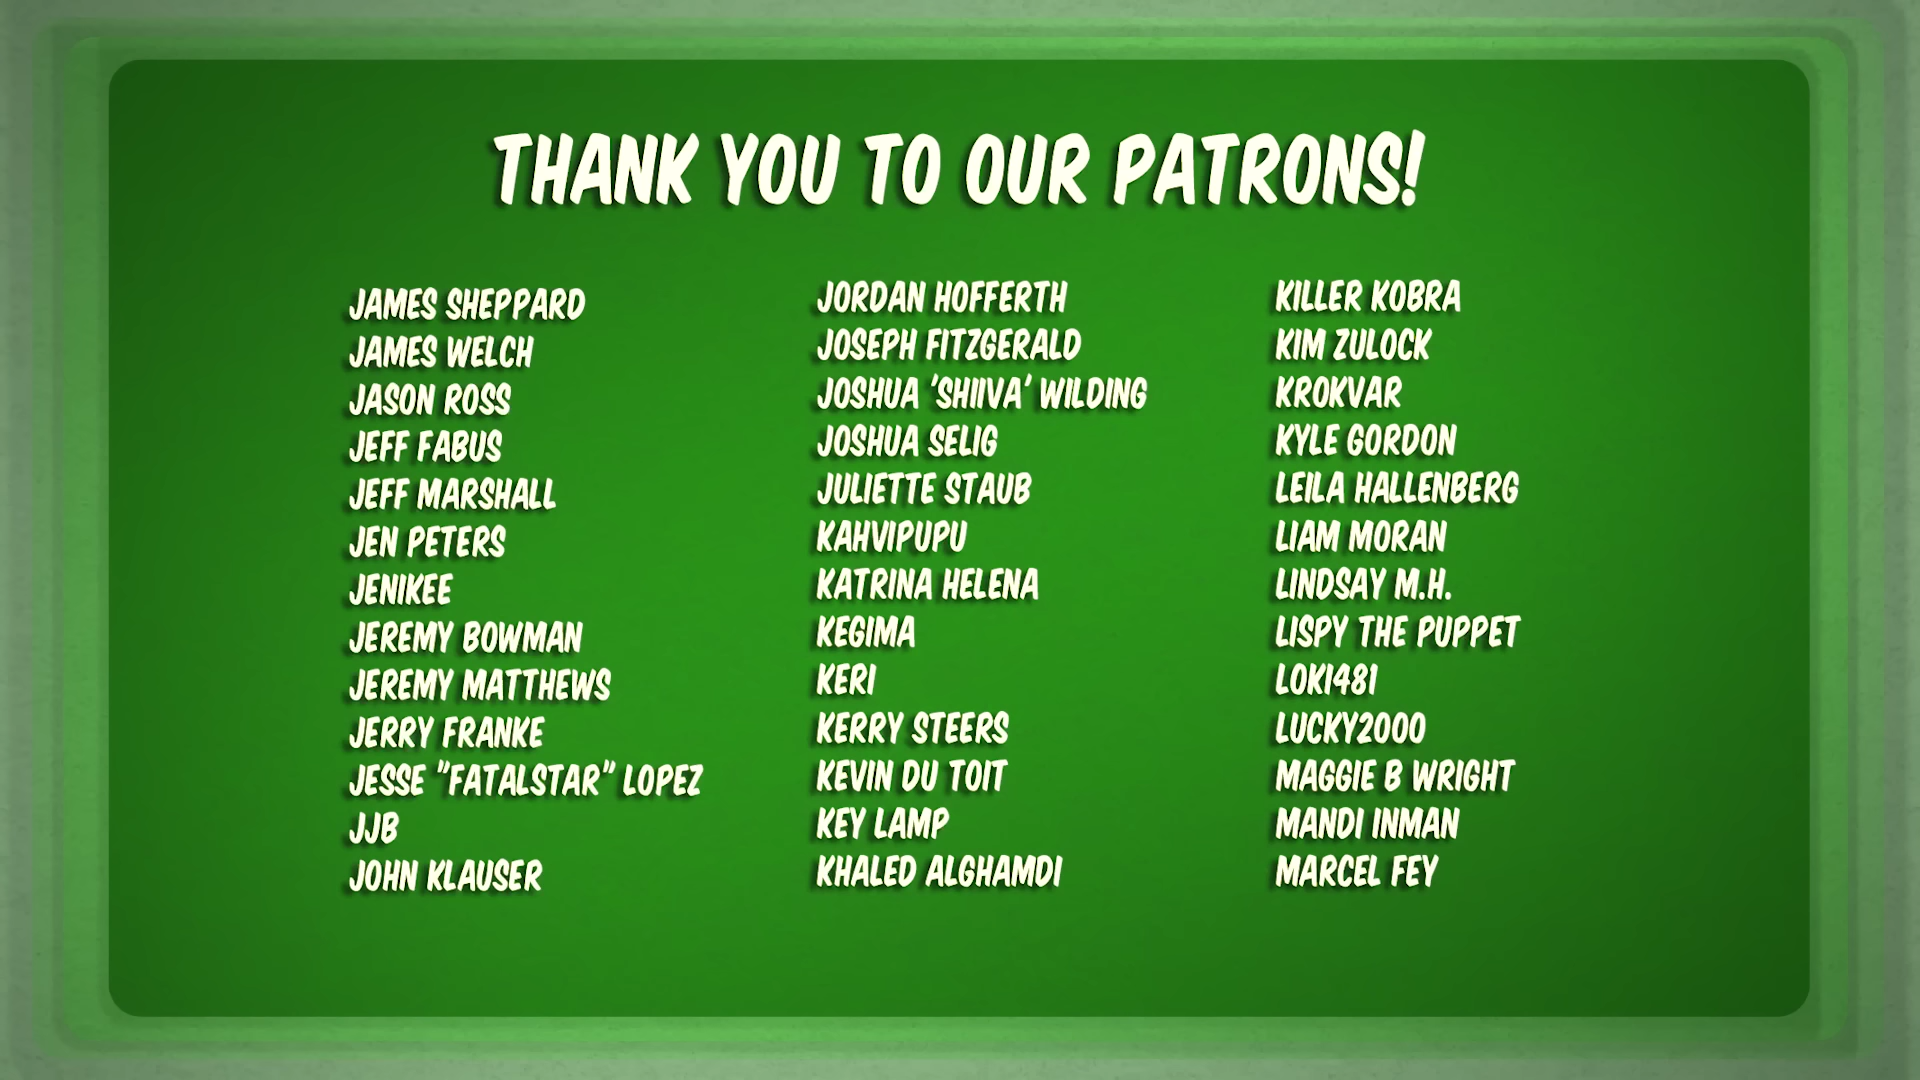 THANK YOU TO OUR PATRONS!
JAMES SHEPPARD
JAMES WELCH
JASON ROSS
JEFF FABUS
JEFF MARSHALL
JEN PETERS
JENIKEE
JEREMY BOWMAN
JEREMY MATTHEWS
JERRY FRANKE
JESSE "FATALSTAR" LOPEZ
JJB
JOHN KLAUSER
JORDAN HOFFERTH
JOSEPH FITZGERALD
JOSHUA 'SHIIVA' WILDING
JOSHUA SELIG
JULIETTE STAUB
KAHVIPUPU
KATRINA HELENA
KEGIMA
KERI
KERRY STEERS
KEVIN DU TOIT
KEY LAMP
KHALED ALGHAMDI
KILLER KOBRA
KIM ZULOCK
KROKVAR
KYLE GORDON
LEILA HALLENBERG
LIAM MORAN
LINDSAY M.H.
LISPY THE PUPPET
LOKI481
LUCKY2000
MAGGIE B WRIGHT
MANDI INMAN
MARCEL FEY